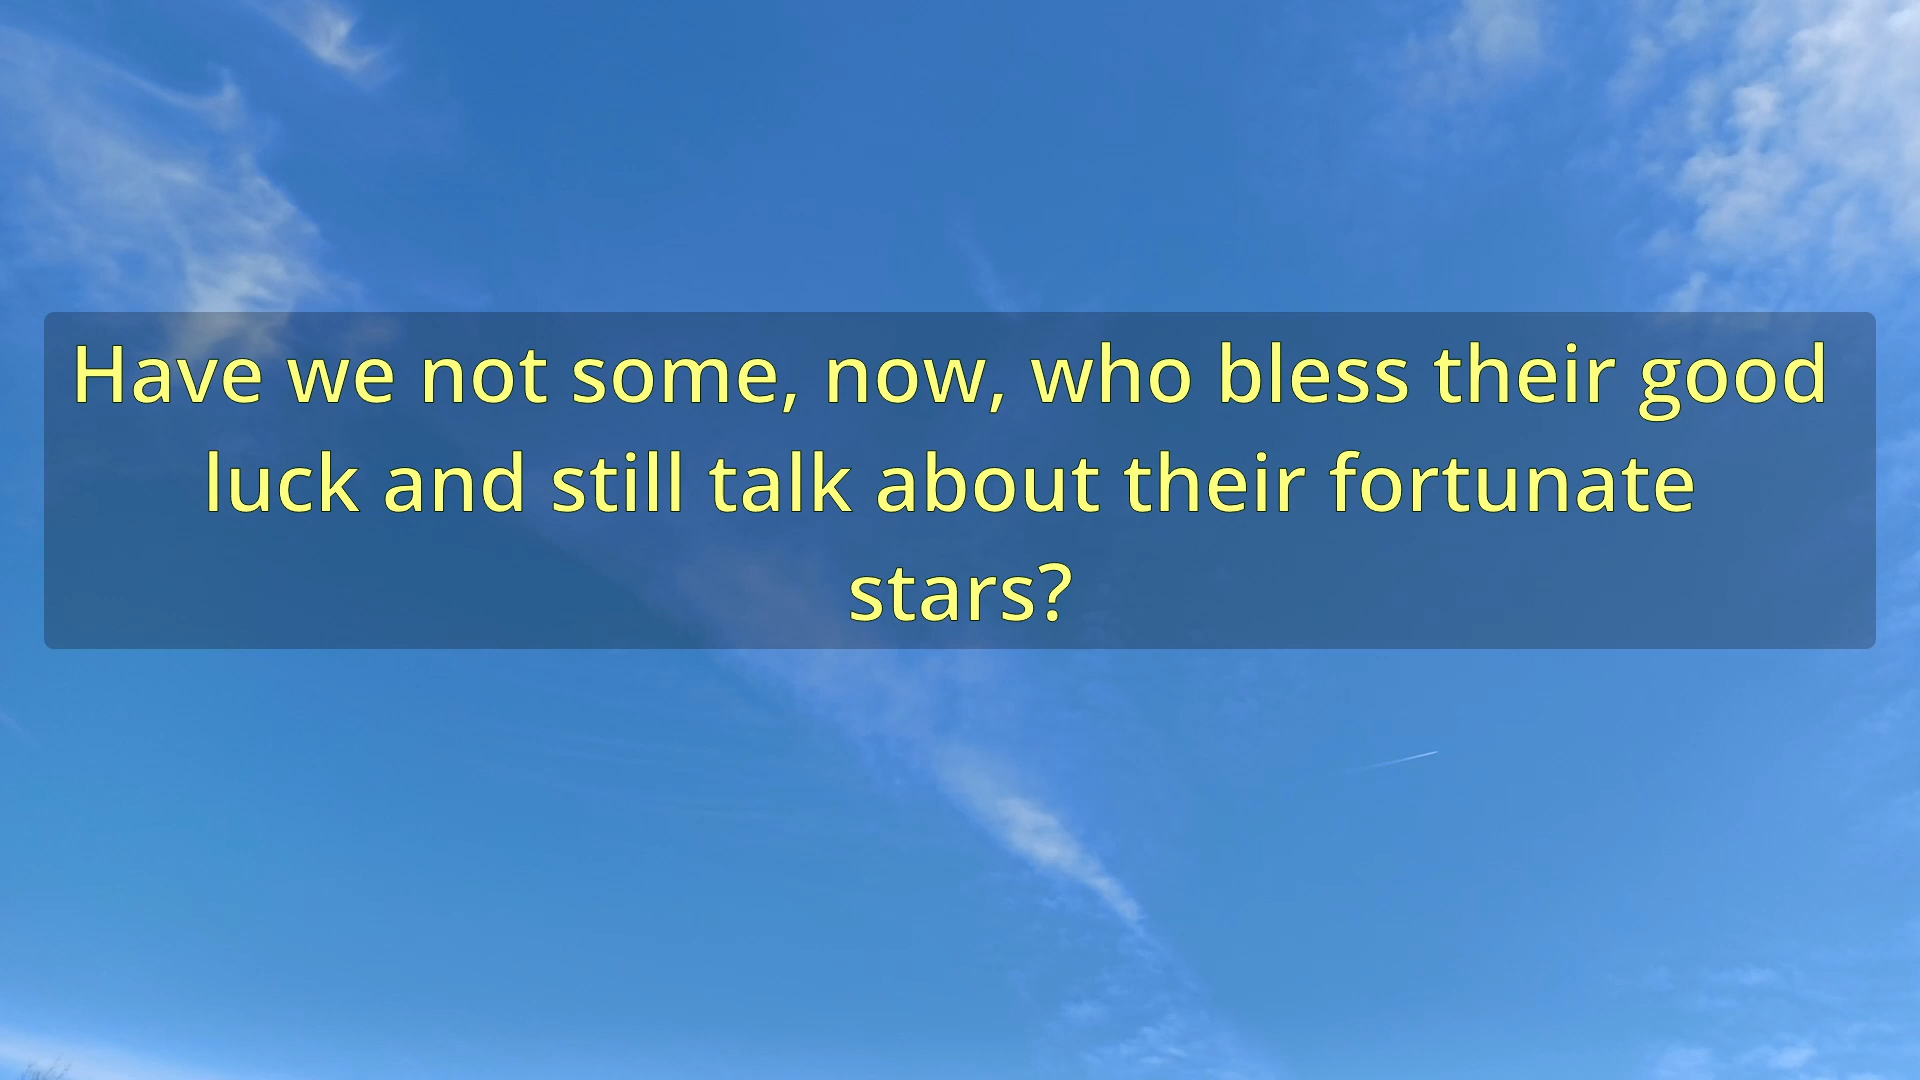 Have we not some, now, who bless their good
luck and still talk about their fortunate
stars?